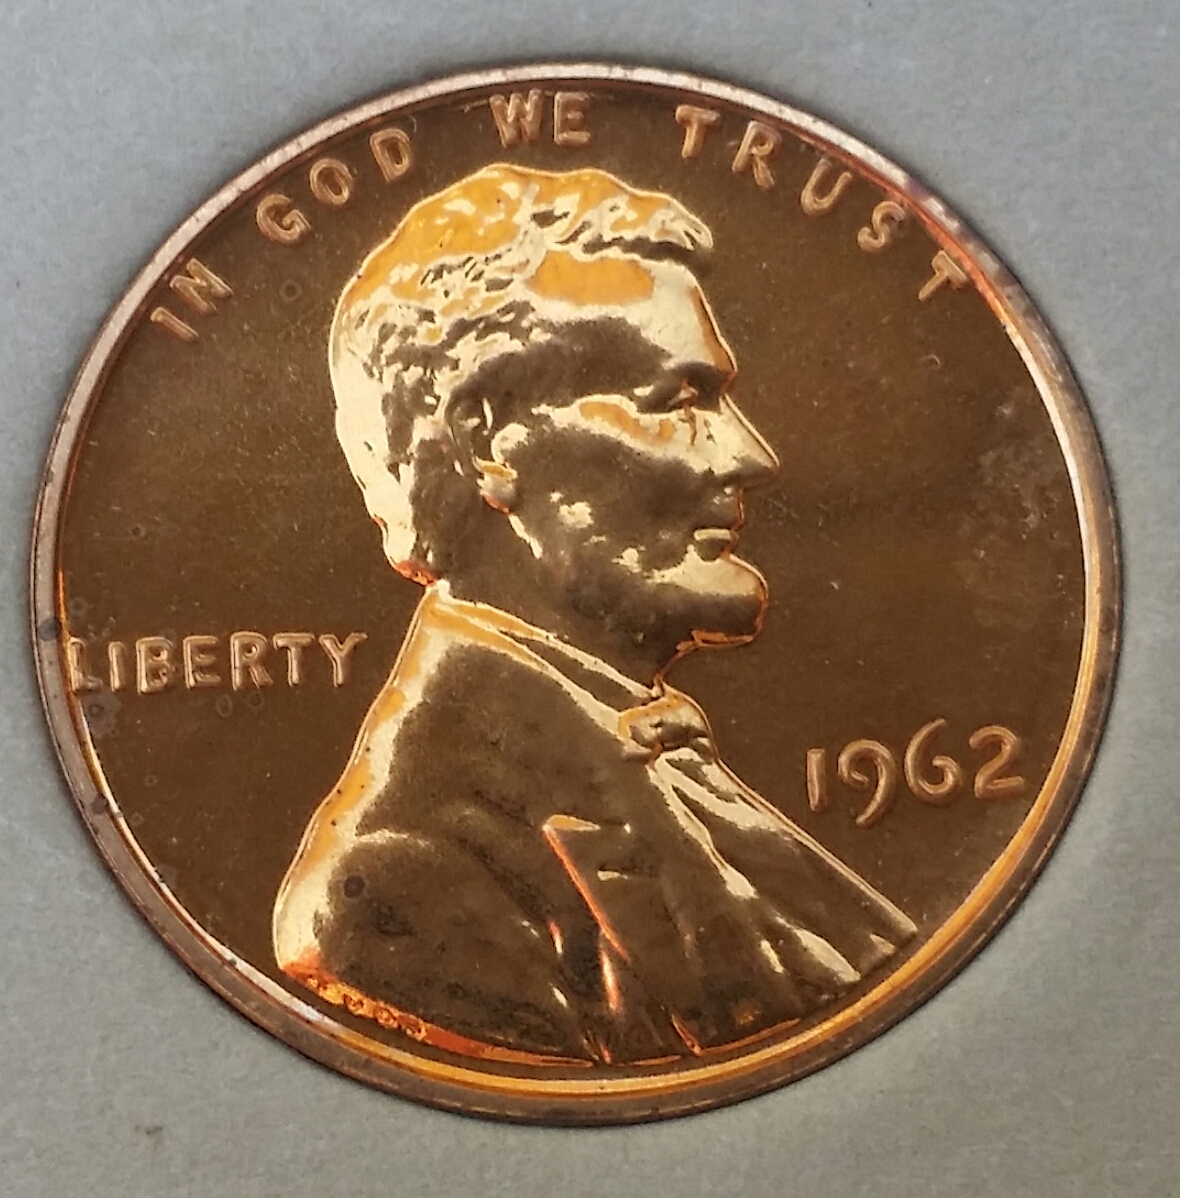 IN GOD WE TRUST
LIBERTY
1962